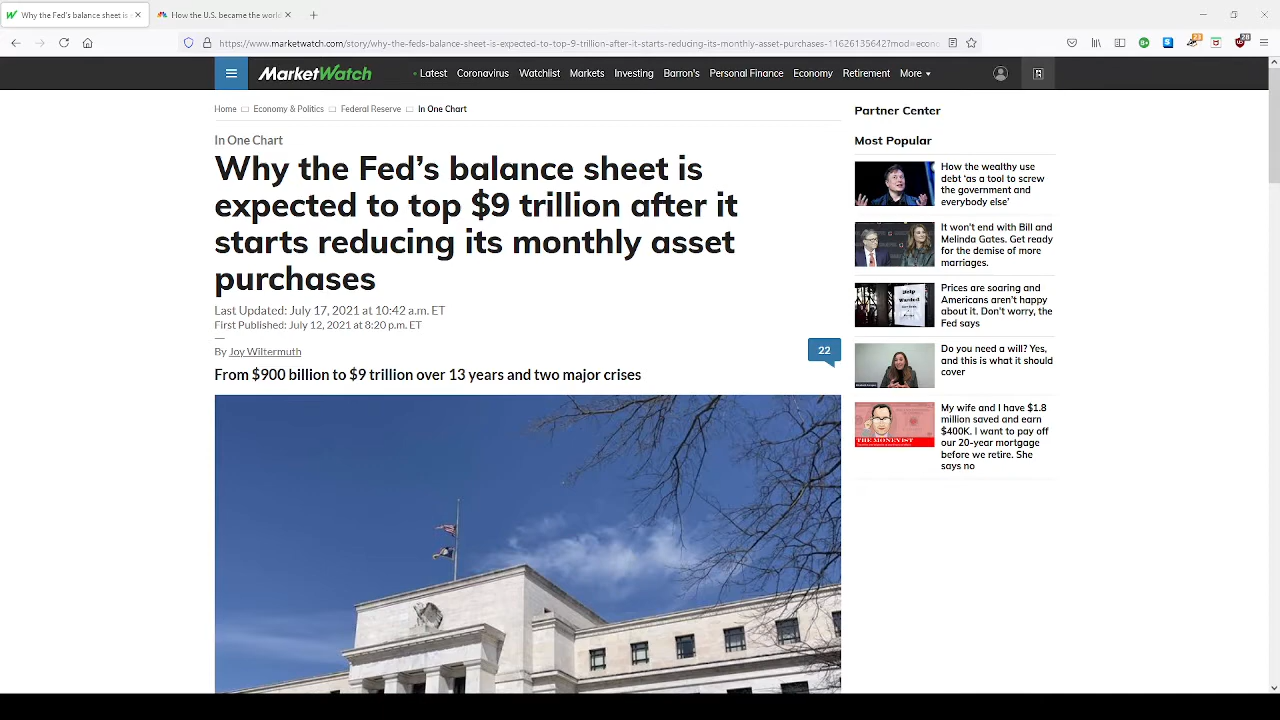 Why the Fed's balance sheet is
How the U.S. became the world
https://www.marketwatch.com/story/why-the-feds-balance-sheet-is-expected-to-top-9-trillion-after-it-starts-reducing-its-monthly-asset-purchases-11626135642?mod=econo
MarketWatch
Latest Coronavirus Watchlist Markets Investing Barron's Personal Finance Economy Retirement More
Home Economy & Politics Federal Reserve In One Chart
In One Chart
Why the Fed's balance sheet is
expected to top $9 trillion after it
starts reducing its monthly asset
purchases
Last Updated: July 17, 2021 at 10:42 a.m. ET
First Published: July 12, 2021 at 8:20 p.m. ET
By Joy Wiltermuth
22
From $900 billion to $9 trillion over 13 years and two major crises
Partner Center
Most Popular
How the wealthy use
debt 'as a tool to screw
the government and
everybody else'
It won't end with Bill and
Melinda Gates. Get ready
for the demise of more
marriages.
Help
Wanted
Prices are soaring and
Americans aren't happy
about it. Don't worry, the
Fed says
Do you need a will? Yes,
and this is what it should
cover
THE MONEYIST
My wife and I have $1.8
million saved and earn
$400K. I want to pay off
our 20-year mortgage
before we retire. She
says no